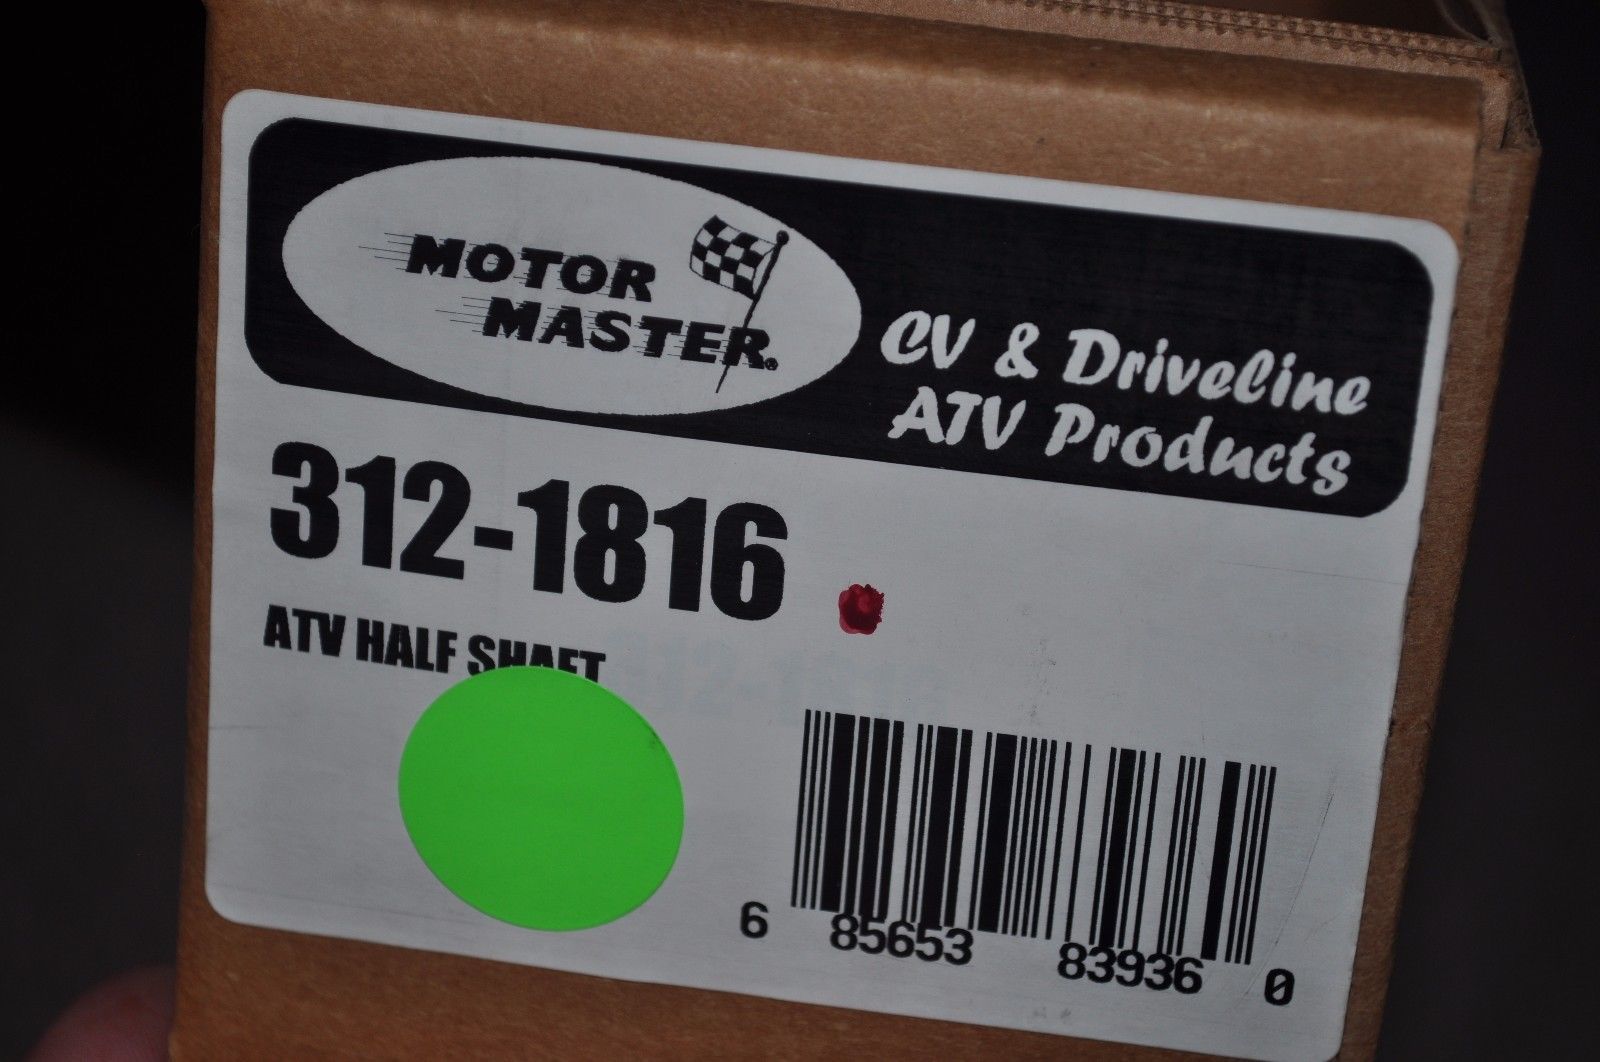 MOTOR
MASTER®
CV & Driveline
ATV Products
312-1816
ATV HALF SHAFT
6 85653 83936 0